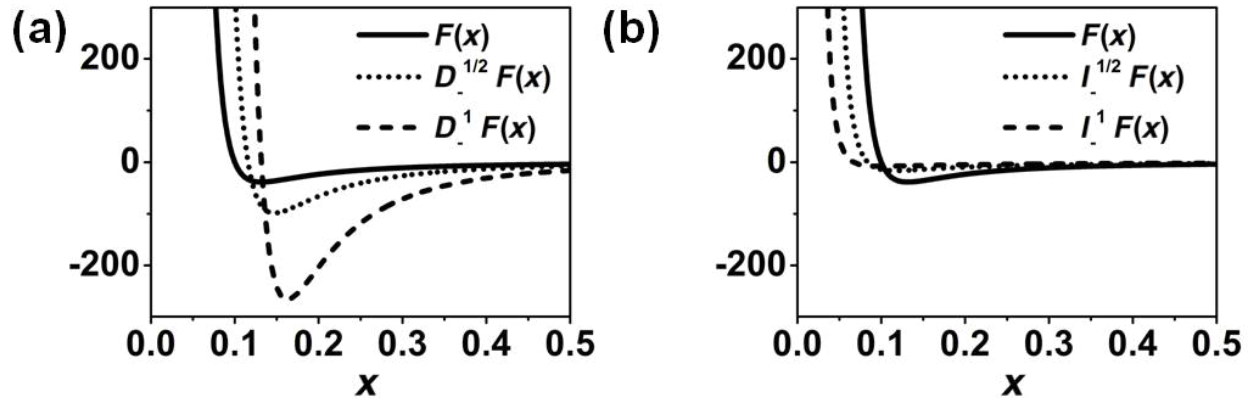 (a)
200
0
-200
F(x)
D_^{1/2} F(x)
D_^1 F(x)
0.0 0.1 0.2 0.3 0.4 0.5
x
(b)
200
0
-200
F(x)
I_^{1/2} F(x)
I_^1 F(x)
0.0 0.1 0.2 0.3 0.4 0.5
x